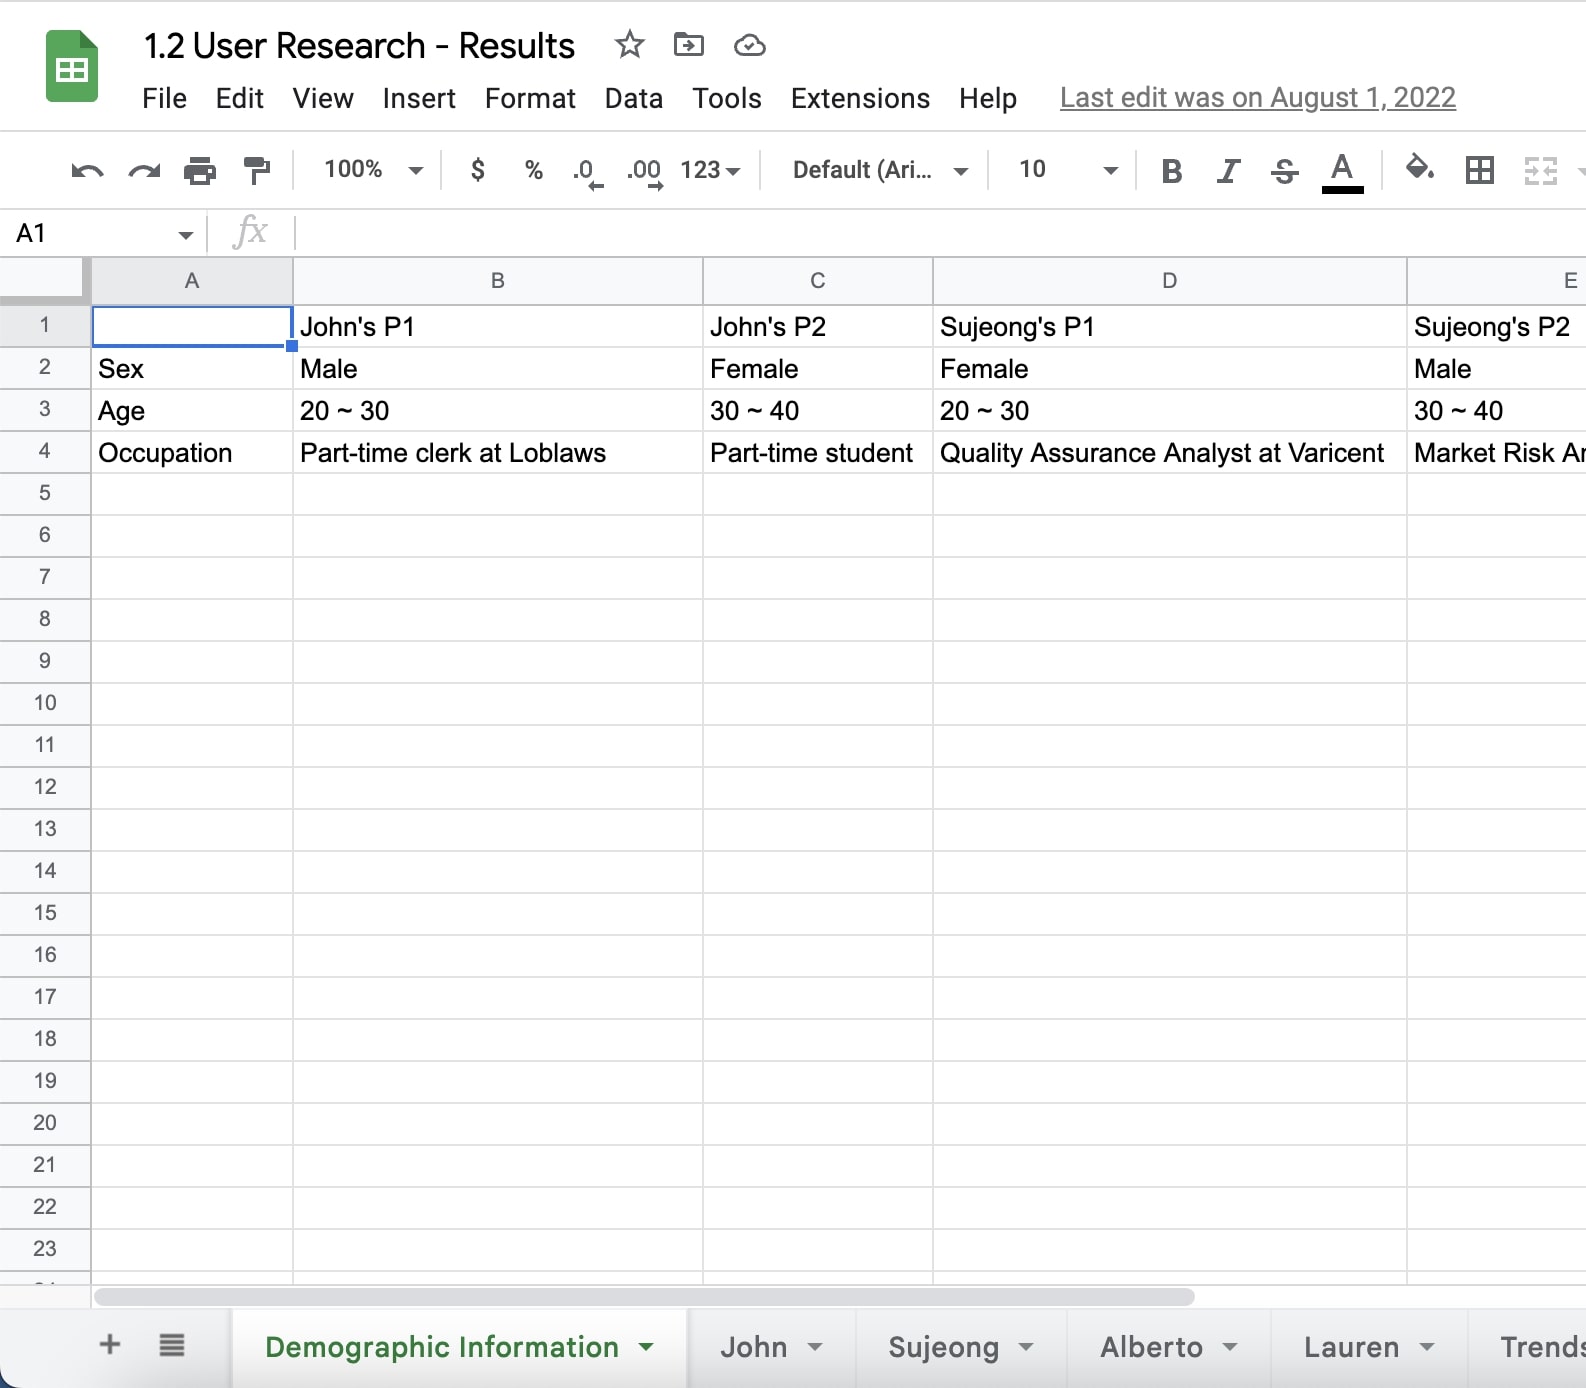 1.2 User Research - Results
File Edit View Insert Format Data Tools Extensions Help Last edit was on August 1, 2022
100% $ % .0 .00 123 Default (Ari... 10 B I S A
A1 fx
A B C D E
1 John's P1 John's P2 Sujeong's P1 Sujeong's P2
2 Sex Male Female Female Male
3 Age 20 ~ 30 30 ~ 40 20 ~ 30 30 ~ 40
4 Occupation Part-time clerk at Loblaws Part-time student Quality Assurance Analyst at Varicent Market Risk
5
6
7
8
9
10
11
12
13
14
15
16
17
18
19
20
21
22
23
+ Demographic Information John Sujeong Alberto Lauren Trends